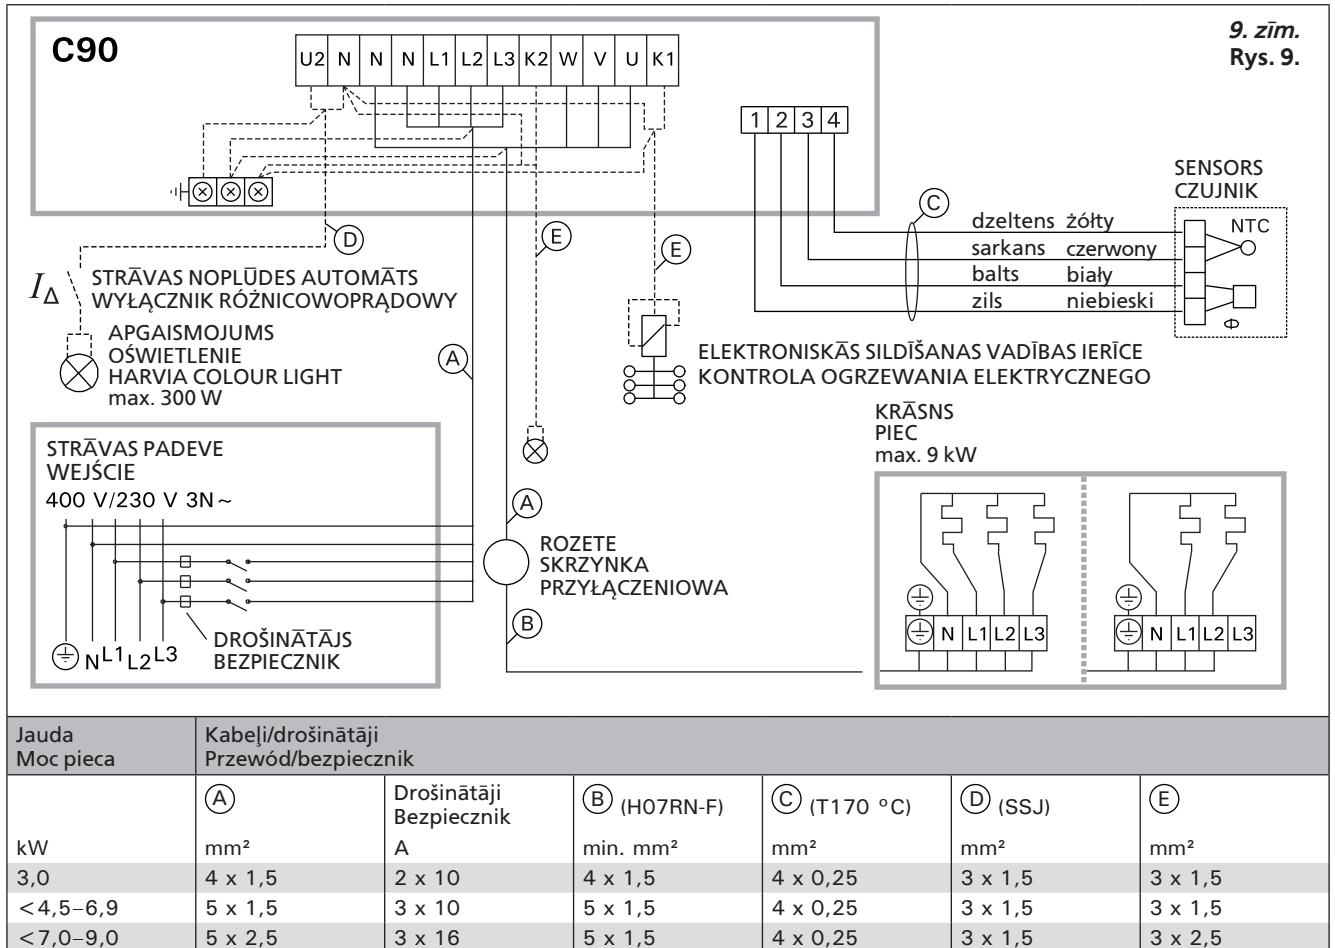 C90
9. zīm.
Rys. 9.
U2 N N N L1 L2 L3 K2 W V U K1
1 2 3 4
SENSORS
CZUJNIK
C
NTC
dzeltens żółty
sarkans czerwony
balts biały
zils niebieski
D
E
E
I∆
STRĀVAS NOPLŪDES AUTOMĀTS
WYŁĄCZNIK RÓŻNICOWOPRĄDOWY
APGAISMOJUMS
OŚWIETLENIE
HARVIA COLOUR LIGHT
max. 300 W
A
ELEKTRONISKĀS SILDĪŠANAS VADĪBAS IERĪCE
KONTROLA OGRZEWANIA ELEKTRYCZNEGO
KRĀSNS
PIEC
max. 9 kW
STRĀVAS PADEVE
WEJŚCIE
400 V/230 V 3N~
A
ROZETE
SKRZYNKA
PRZYŁĄCZENIOWA
B
DROŠINĀTĀJS
BEZPIECZNIK
N L1 L2 L3
N L1 L2 L3
N L1 L2 L3
Jauda
Moc pieca
Kabeļi/drošinātāji
Przewód/bezpiecznik
A
Drošinātāji
Bezpiecznik
B (H07RN-F)
C (T170 °C)
D (SSJ)
E
kW mm² A min. mm² mm² mm² mm²
3,0 4 x 1,5 2 x 10 4 x 1,5 4 x 0,25 3 x 1,5 3 x 1,5
<4,5–6,9 5 x 1,5 3 x 10 5 x 1,5 4 x 0,25 3 x 1,5 3 x 1,5
<7,0–9,0 5 x 2,5 3 x 16 5 x 1,5 4 x 0,25 3 x 1,5 3 x 2,5